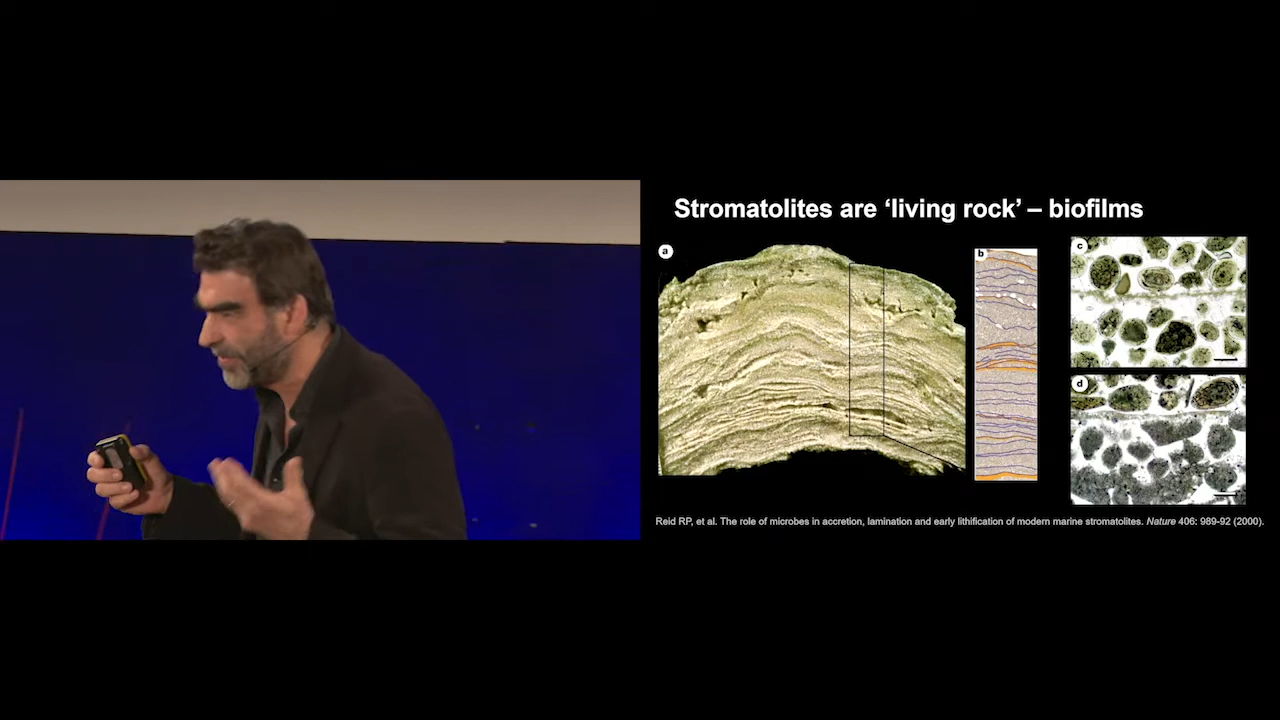 Stromatolites are ‘living rock’ – biofilms
a
b
c
d
Reid RP, et al. The role of microbes in accretion, lamination and early lithification of modern marine stromatolites. Nature 406: 989-92 (2000).